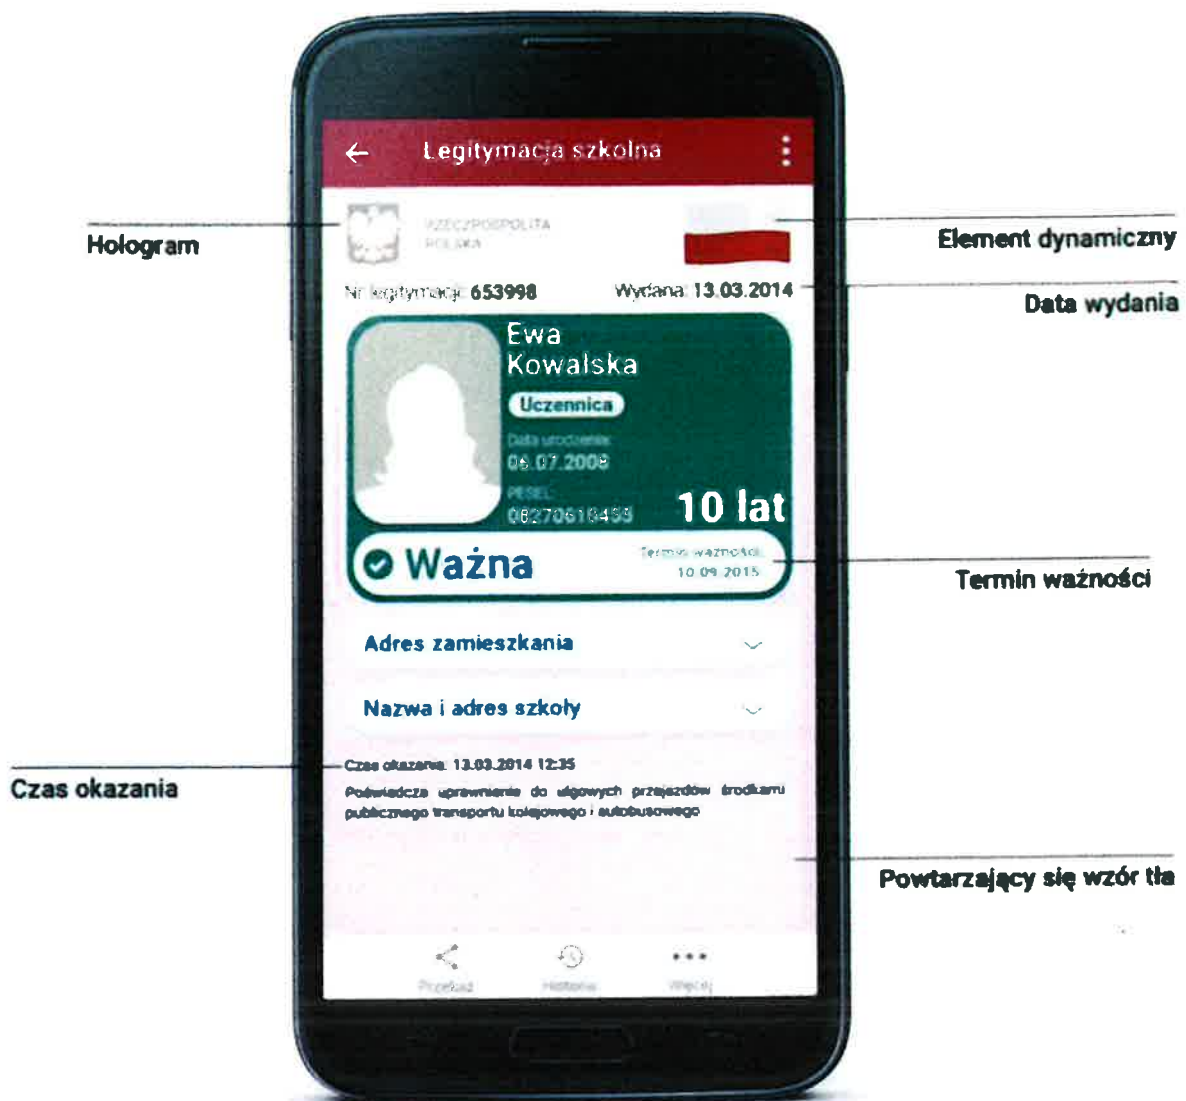 Legitymacja szkolna
RZECZPOSPOLITA
POLSKA
Hologram
Element dynamiczny
Nr legitymacji: 653998
Wydana: 13.03.2014
Data wydania
Ewa
Kowalska
Uczennica
Data urodzenia:
06.07.2008
PESEL:
10 lat
Ważna
Termin ważności:
10.09.2015
Termin ważności
Adres zamieszkania
Nazwa i adres szkoły
Czas okazania: 13.03.2014 12:35
Czas okazania
Poświadcza uprawnienie do ulgowych przejazdów środkami
publicznego transportu kolejowego i autobusowego
Powtarzający się wzór tła
Przekaż
Historia
Więcej